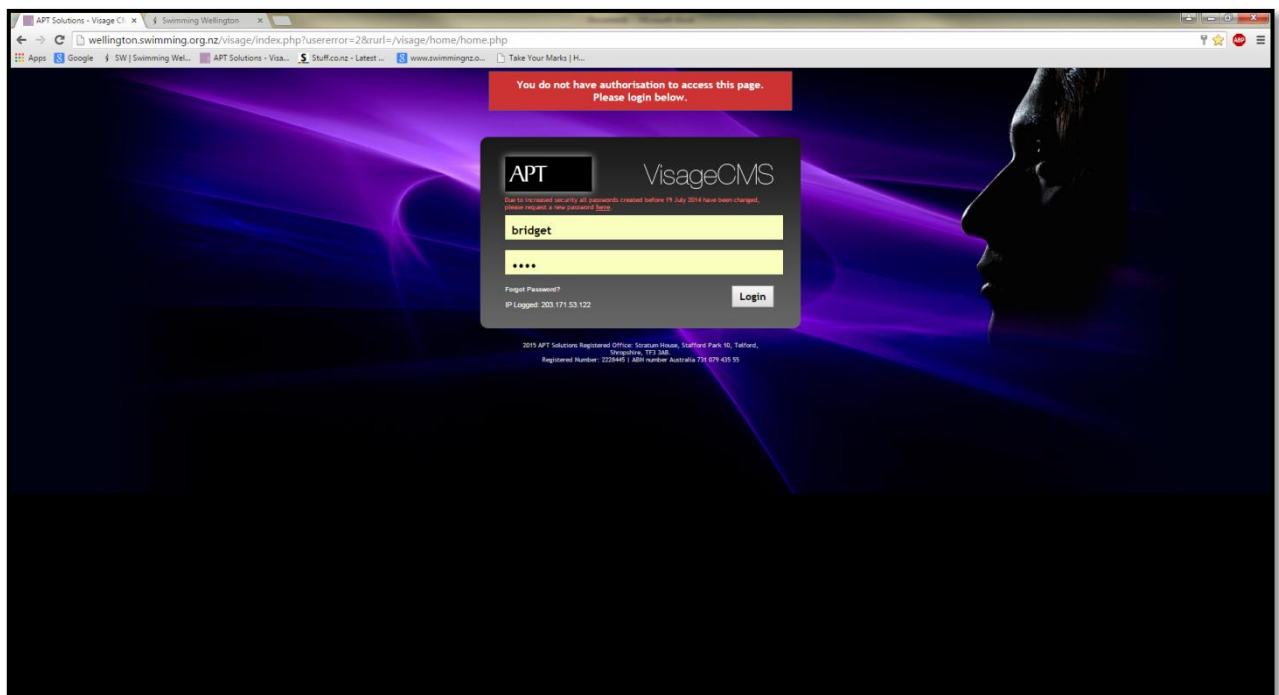 APT Solutions - Visage C
Swimming Wellington
wellington.swimming.org.nz/visage/index.php?usererror=2&rurl=/visage/home/home.php
ABP
Apps Google SW | Swimming Wel... APT Solutions - Visa... S Stuff.co.nz - Latest ... www.swimmingnz.o... Take Your Marks | H...
You do not have authorisation to access this page.
Please login below.
APT
VisageCMS
Due to increased security all passwords created before 19 July 2014 have been changed,
please request a new password here.
bridget
••••
Forgot Password?
Login
IP Logged: 203.171.53.122
2015 APT Solutions Registered Office: Stratum House, Stafford Park 10, Telford,
Shropshire, TF3 3AB.
Registered Number: 2228445 | ABN number Australia 731 079 435 55